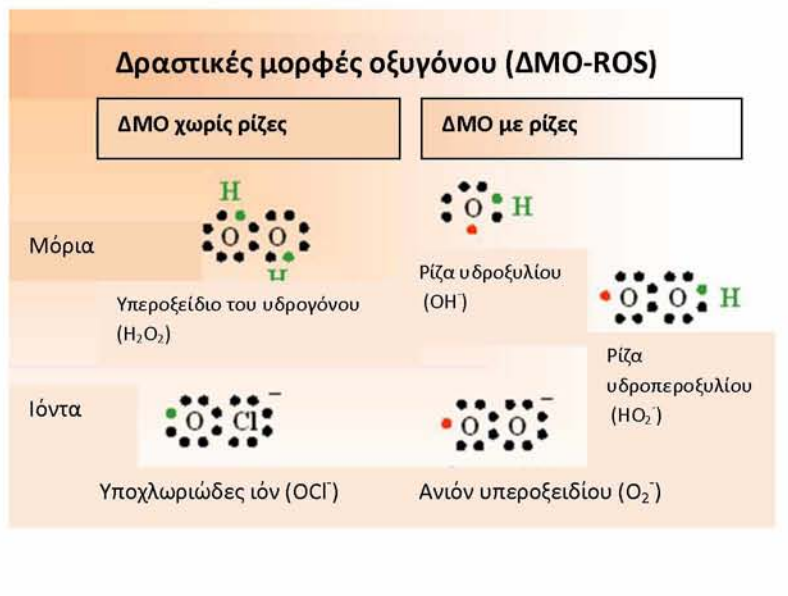 Δραστικές μορφές οξυγόνου (ΔΜΟ-ROS)
ΔΜΟ χωρίς ρίζες
ΔΜΟ με ρίζες
Μόρια
H
O O
H
Υπεροξείδιο του υδρογόνου
(H₂O₂)
O H
Ρίζα υδροξυλίου
(OH˙)
O O H
Ρίζα
υδροπεροξυλίου
(HO₂˙)
Ιόντα
O Cl ⁻
Υποχλωριώδες ιόν (OCl⁻)
O O ⁻
Ανιόν υπεροξειδίου (O₂⁻)